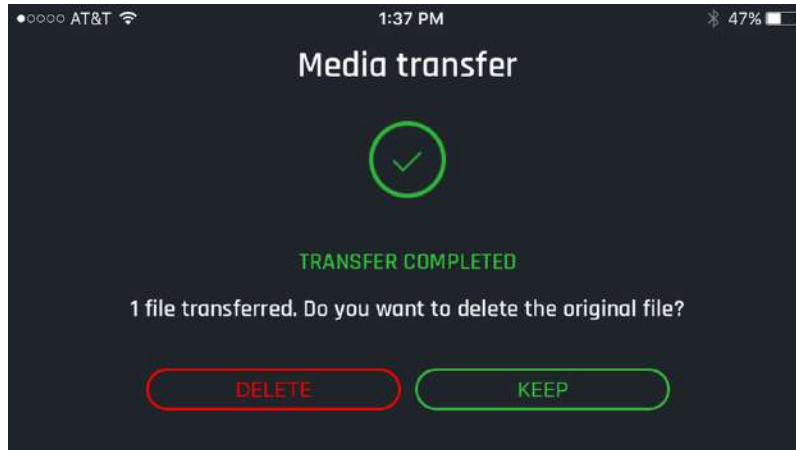 AT&T 1:37 PM 47%
Media transfer
TRANSFER COMPLETED
1 file transferred. Do you want to delete the original file?
DELETE KEEP